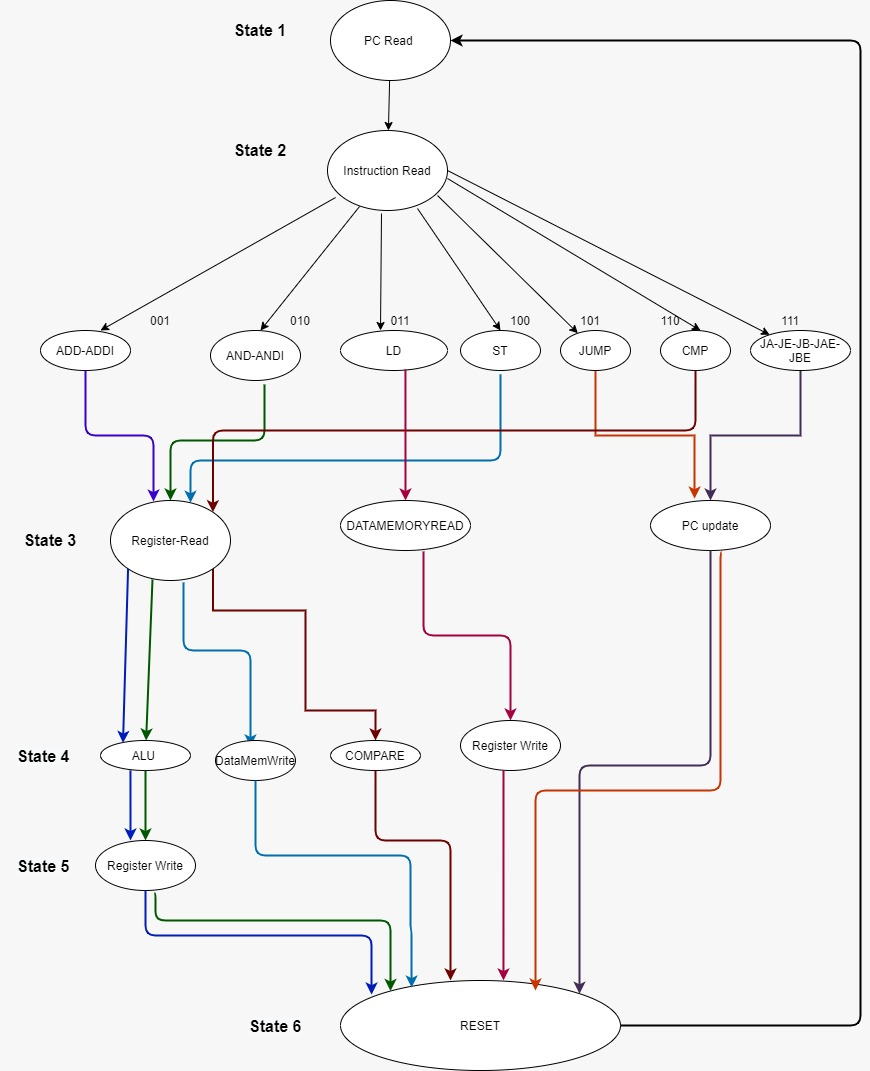 State 1
PC Read
State 2
Instruction Read
001
010
011
100
101
110
111
ADD-ADDI
AND-ANDI
LD
ST
JUMP
CMP
JA-JE-JB-JAE-
JBE
State 3
Register-Read
DATAMEMORYREAD
PC update
State 4
ALU
DataMemWrite
COMPARE
Register Write
State 5
Register Write
State 6
RESET